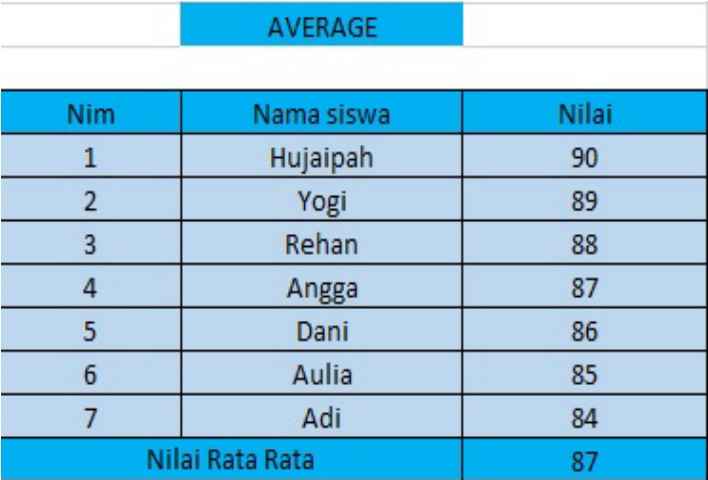 AVERAGE
Nim Nama siswa Nilai
1 Hujaipah 90
2 Yogi 89
3 Rehan 88
4 Angga 87
5 Dani 86
6 Aulia 85
7 Adi 84
Nilai Rata Rata 87